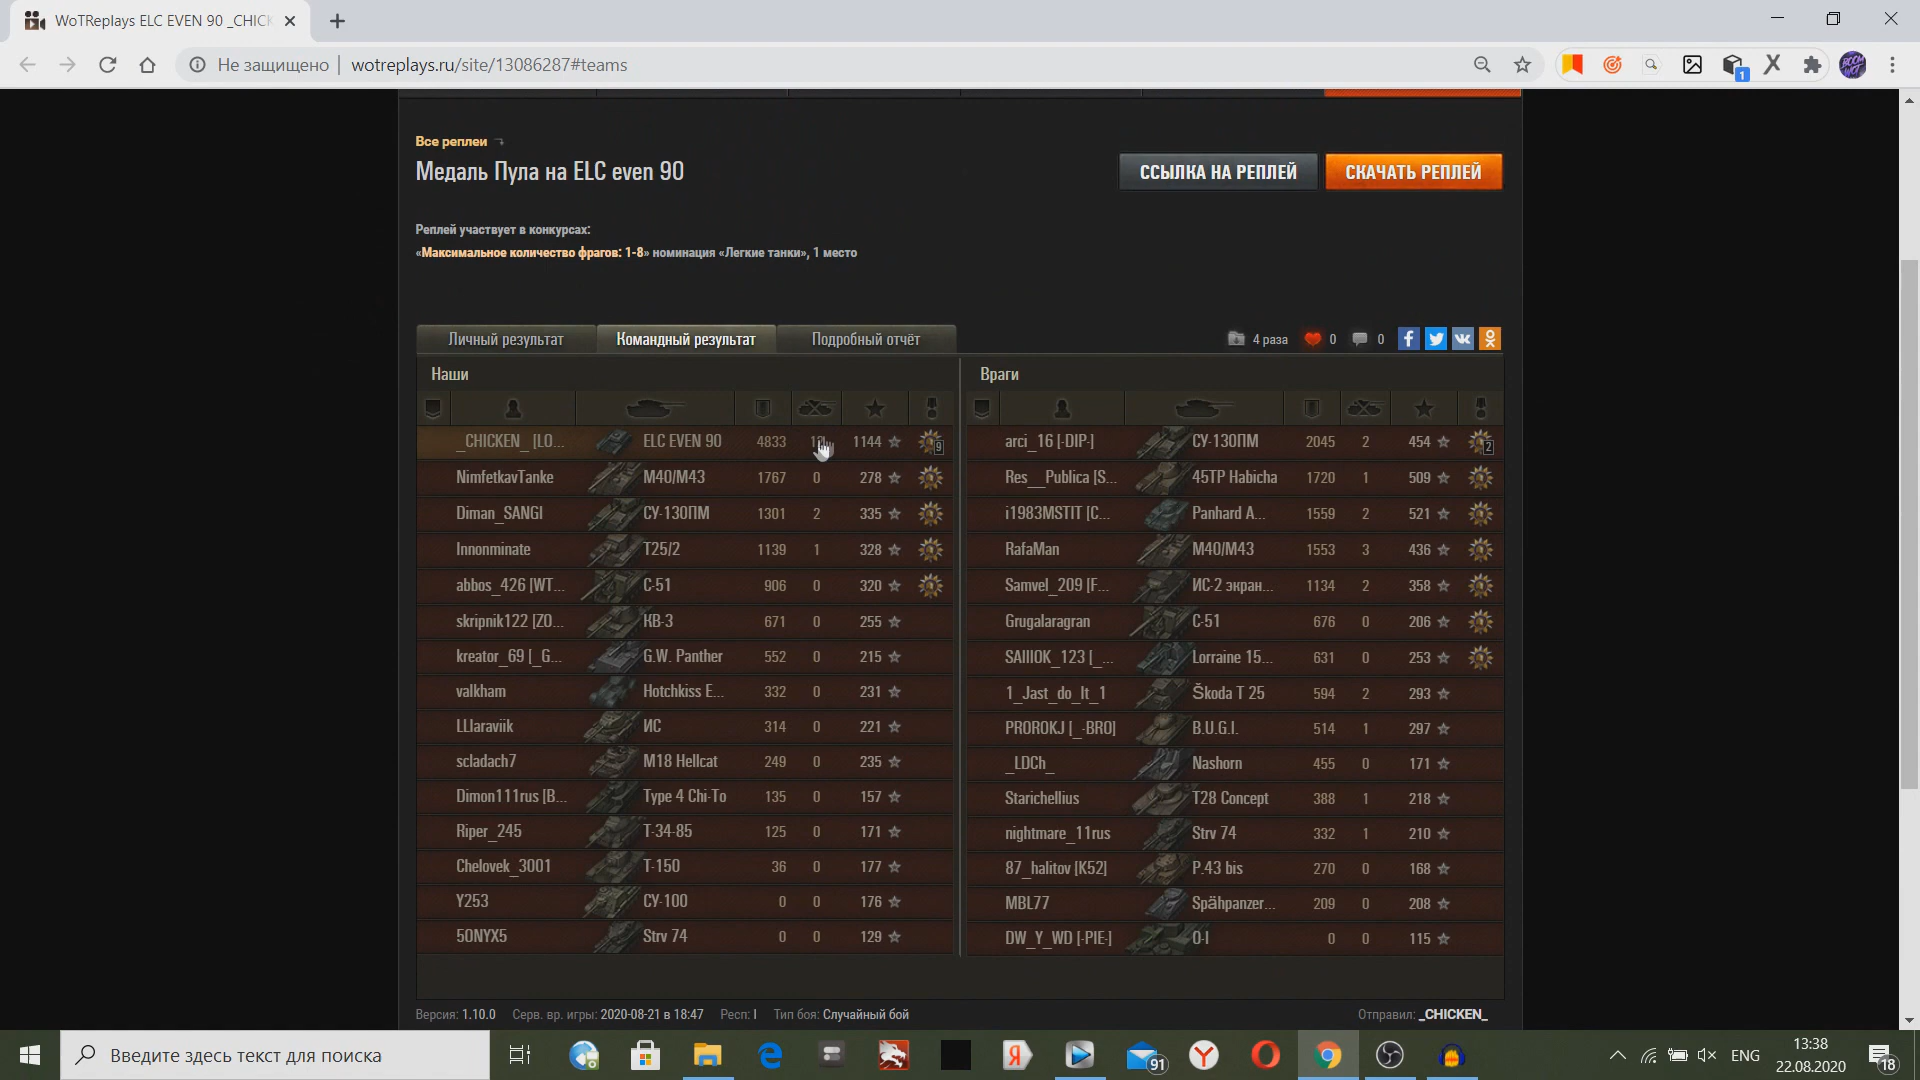 WoTReplays ELC EVEN 90 _CHICK
Не защищено
wotreplays.ru/site/13086287#teams
1
Все реплеи
Медаль Пула на ELC even 90
ССЫЛКА НА РЕПЛЕЙ
СКАЧАТЬ РЕПЛЕЙ
Реплей участвует в конкурсах:
«Максимальное количество фрагов: 1-8» номинация «Легкие танки», 1 место
Личный результат Командный результат Подробный отчёт 4 раза 0 0
Наши
_CHICKEN_ [LO... ELC EVEN 90 4833 1144 9
NimfetkavTanke M40/M43 1767 0 278
Diman_SANGI СУ-130ПМ 1301 2 335
Innonminate T25/2 1139 1 328
abbos_426 [WT... С-51 906 0 320
skripnik122 [ZO... КВ-3 671 0 255
kreator_69 [_G... G.W. Panther 552 0 215
valkham Hotchkiss E... 332 0 231
LLlaraviik ИС 314 0 221
scladach7 M18 Hellcat 249 0 235
Dimon111rus [B... Type 4 Chi-To 135 0 157
Riper_245 Т-34-85 125 0 171
Chelovek_3001 Т-150 36 0 177
Y253 СУ-100 0 0 176
50NYX5 Strv 74 0 0 129
Враги
arci_16 [-DIP-] СУ-130ПМ 2045 2 454 2
Res__Publica [S... 45TP Habicha 1720 1 509
i1983MSTIT [C... Panhard A... 1559 2 521
RafaMan M40/M43 1553 3 436
Samvel_209 [F... ИС-2 экран... 1134 2 358
Grugalaragran С-51 676 0 206
SAIIIOK_123 [_... Lorraine 15... 631 0 253
1_Jast_do_It_1 Škoda T 25 594 2 293
PROROKJ [_-BRO] B.U.G.I. 514 1 297
_LDCh_ Nashorn 455 0 171
Starichellius T28 Concept 388 1 218
nightmare_11rus Strv 74 332 1 210
87_halitov [K52] P.43 bis 270 0 168
MBL77 Spähpanzer... 209 0 208
DW_Y_WD [-PIE-] O-I 0 0 115
Версия: 1.10.0 Серв. вр. игры: 2020-08-21 в 18:47 Респ: I Тип боя: Случайный бой
Отправил: _CHICKEN_
Введите здесь текст для поиска
91
ENG
13:38
22.08.2020
18